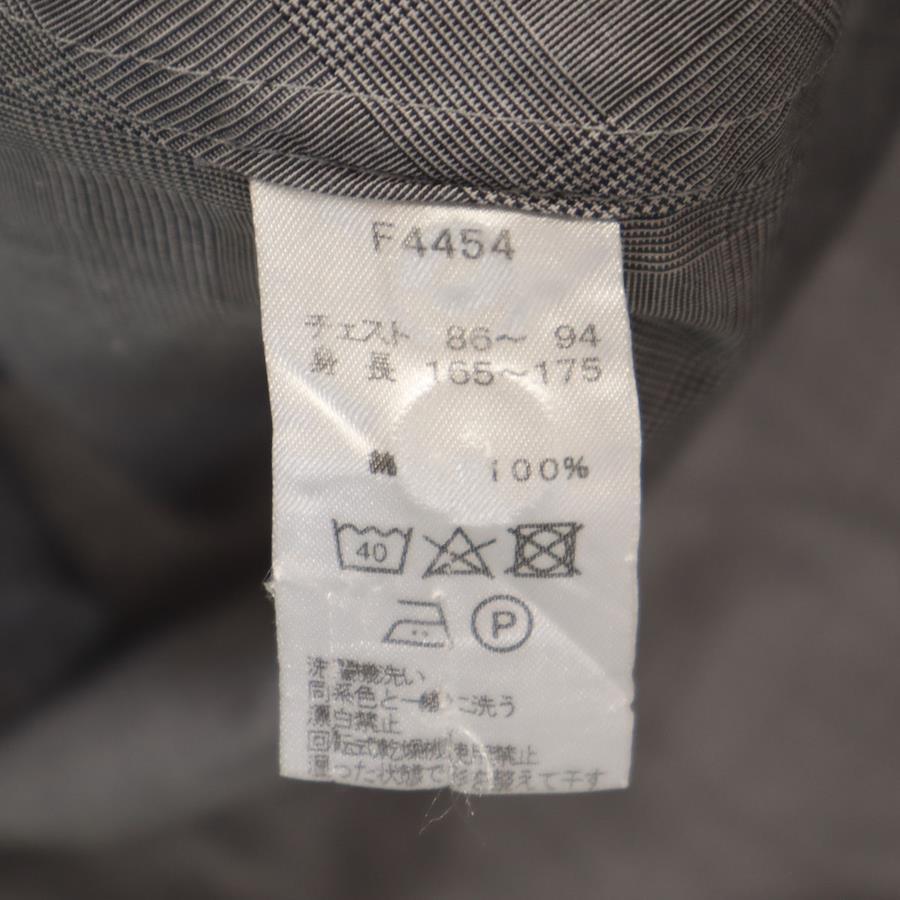 F4454
チェスト 86～ 94
身長 165～175
綿 100%
40
P
洗濯機洗い
同系色と一緒に洗う
漂白禁止
回転式乾燥機使用禁止
湿った状態で形を整えて干す